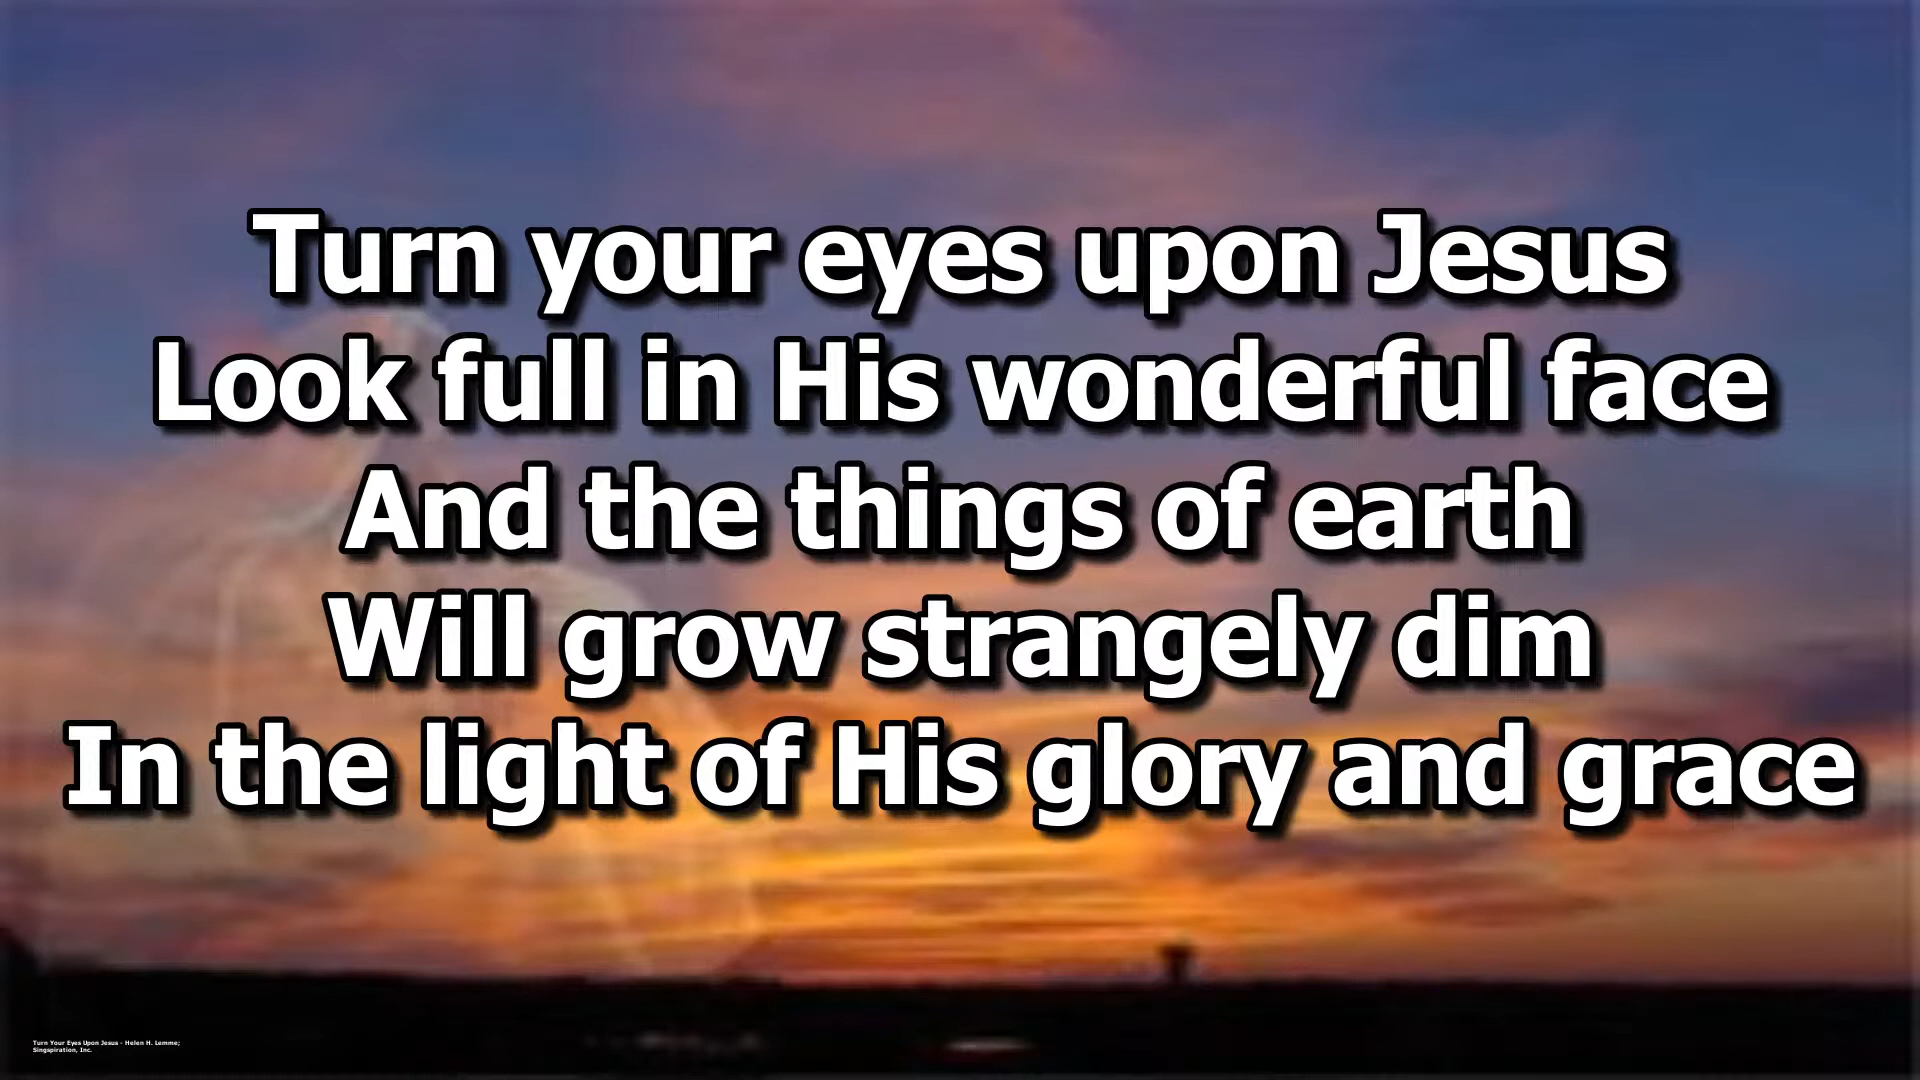 Turn your eyes upon Jesus
Look full in His wonderful face
And the things of earth
Will grow strangely dim
In the light of His glory and grace
Turn Your Eyes Upon Jesus - Helen H. Lemme;
Singspiration, Inc.